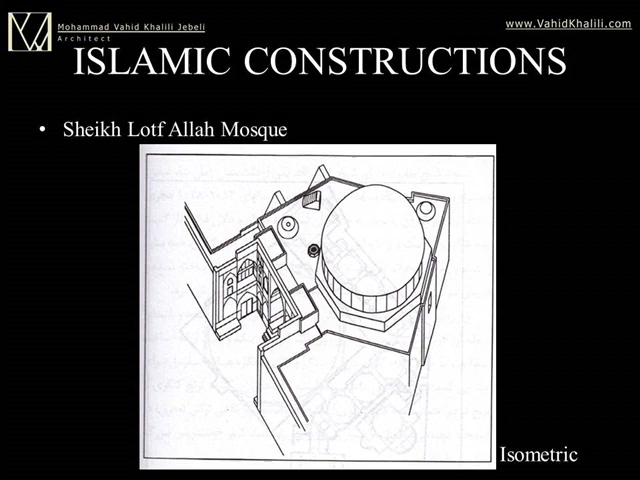 Mohammad Vahid Khalili Jebeli
Architect
www.VahidKhalili.com
ISLAMIC CONSTRUCTIONS
• Sheikh Lotf Allah Mosque
Isometric